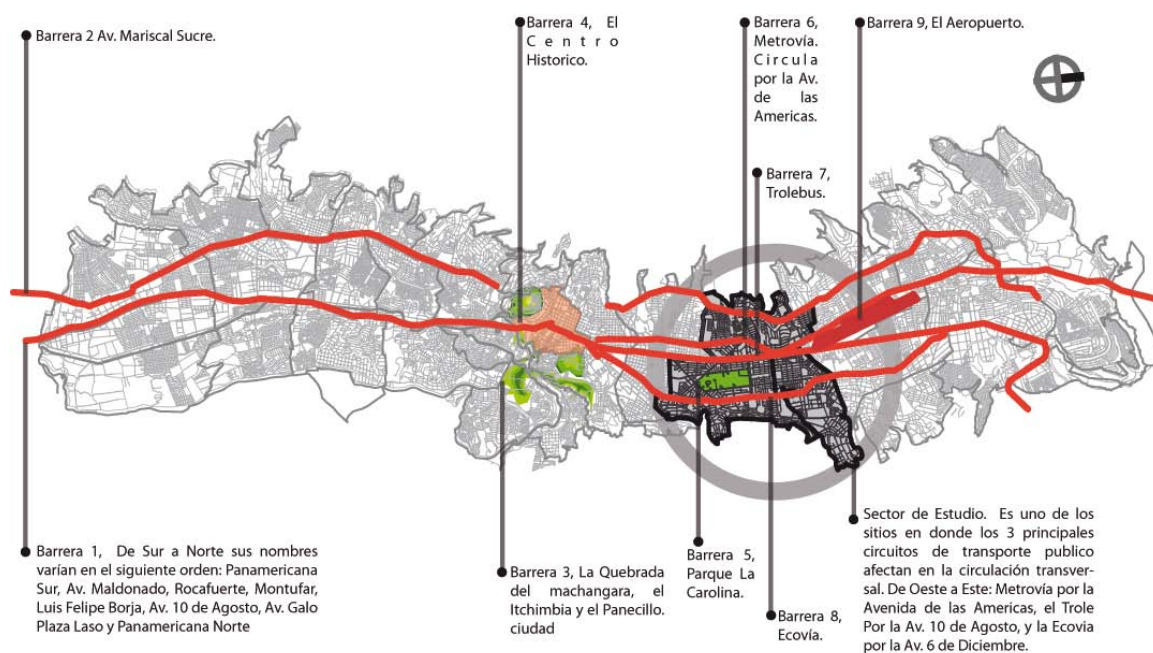 Barrera 2 Av. Mariscal Sucre.
Barrera 4, El
Centro
Historico.
Barrera 6,
Metrovía.
Circula
por la Av.
de las
Americas.
Barrera 9, El Aeropuerto.
Barrera 7,
Trolebus.
Barrera 1, De Sur a Norte sus nombres
varían en el siguiente orden: Panamericana
Sur, Av. Maldonado, Rocafuerte, Montufar,
Luis Felipe Borja, Av. 10 de Agosto, Av. Galo
Plaza Laso y Panamericana Norte
Barrera 3, La Quebrada
del machangara, el
Itchimbia y el Panecillo.
ciudad
Barrera 5,
Parque La
Carolina.
Barrera 8,
Ecovía.
Sector de Estudio. Es uno de los
sitios en donde los 3 principales
circuitos de transporte publico
afectan en la circulación transver-
sal. De Oeste a Este: Metrovía por la
Avenida de las Americas, el Trole
Por la Av. 10 de Agosto, y la Ecovia
por la Av. 6 de Diciembre.